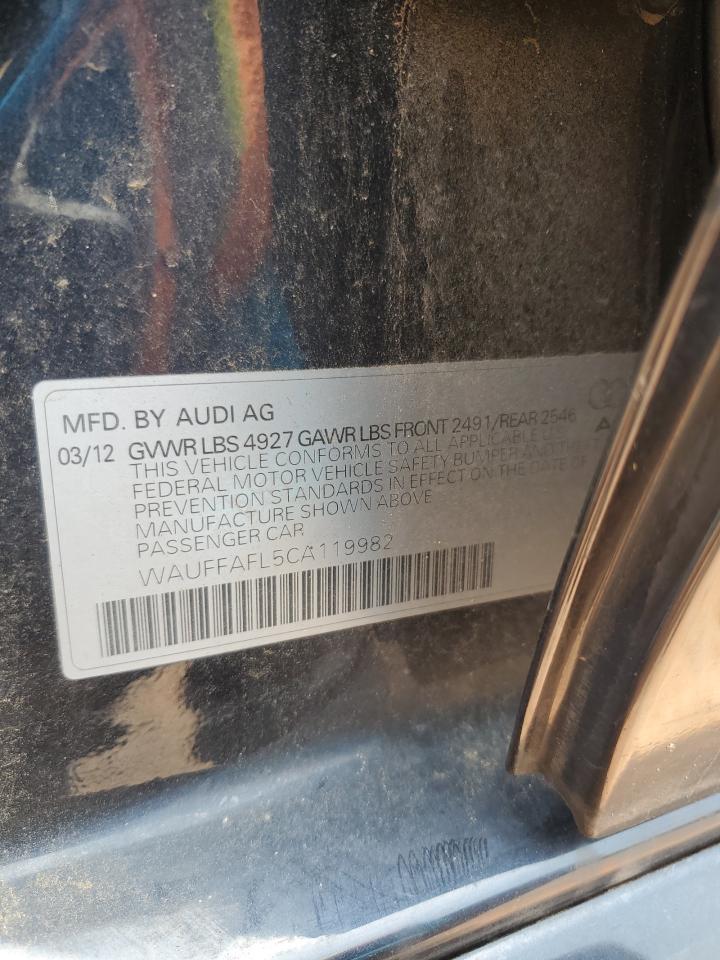 MFD. BY AUDI AG
03/12 GVWR LBS 4927 GAWR LBS FRONT 2491/REAR 2546
THIS VEHICLE CONFORMS TO ALL APPLICABLE U.S.
FEDERAL MOTOR VEHICLE SAFETY BUMPER AND THEFT
PREVENTION STANDARDS IN EFFECT ON THE DATE OF
MANUFACTURE SHOWN ABOVE
PASSENGER CAR
WAUFFAFL5CA119982